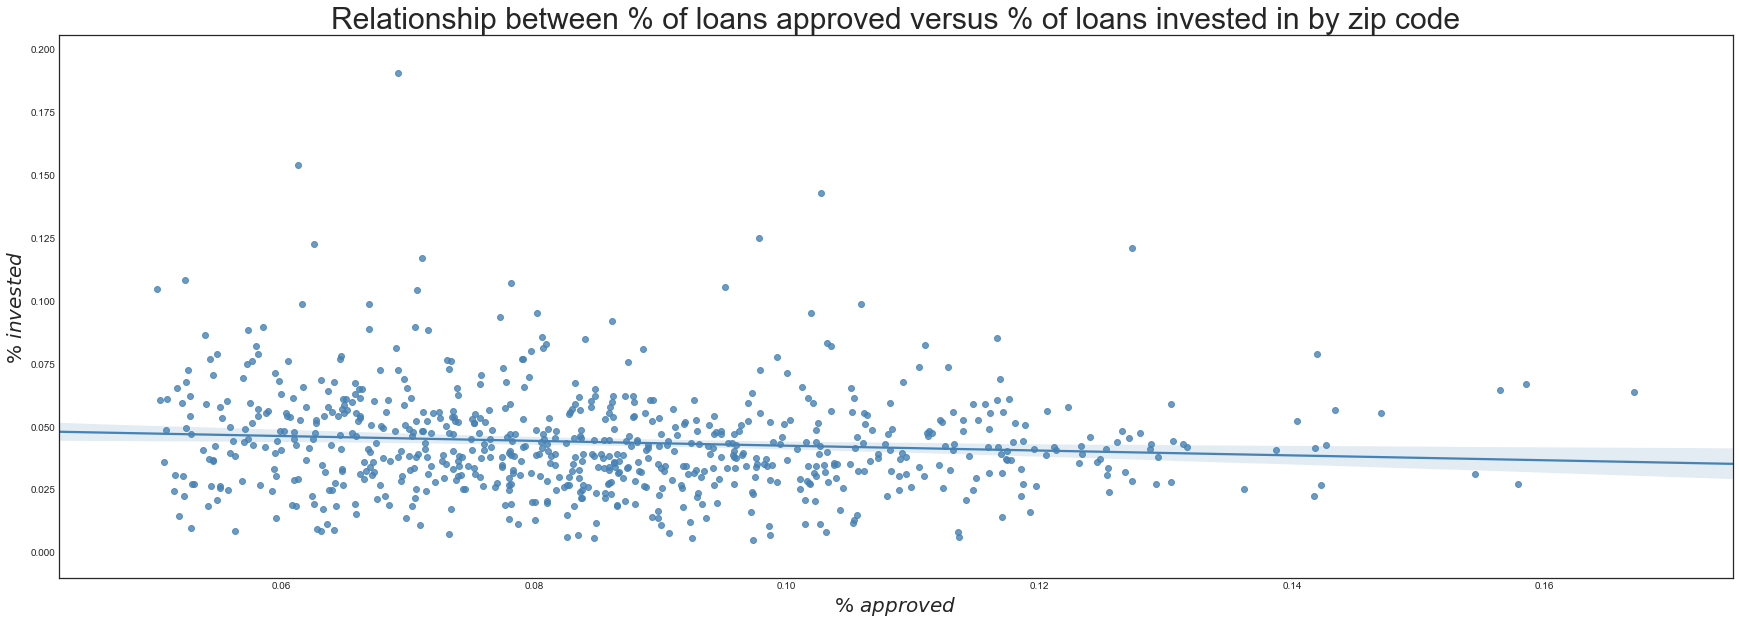 Relationship between % of loans approved versus % of loans invested in by zip code
0.200
0.175
0.150
0.125
0.100
0.075
0.050
0.025
0.000
% invested
0.06 0.08 0.10 0.12 0.14 0.16
% approved